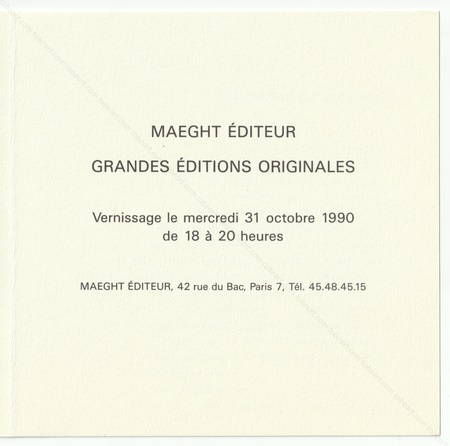 MAEGHT ÉDITEUR
GRANDES ÉDITIONS ORIGINALES
Vernissage le mercredi 31 octobre 1990
de 18 à 20 heures
MAEGHT ÉDITEUR, 42 rue du Bac, Paris 7, Tél. 45.48.45.15